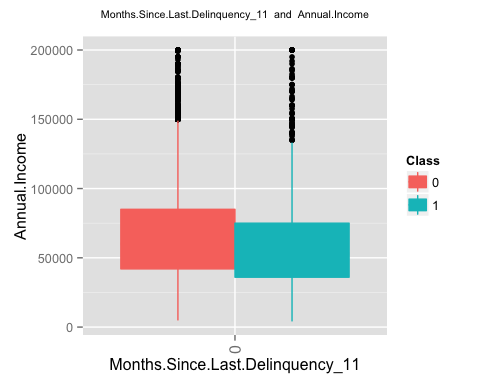 Months.Since.Last.Delinquency_11 and Annual.Income
200000
150000
100000
50000
0
Annual.Income
0
Months.Since.Last.Delinquency_11
Class
0
1